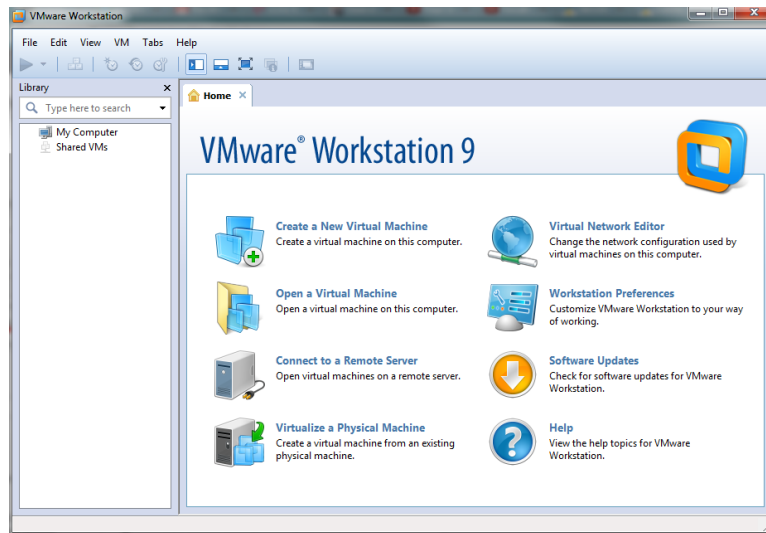 VMware Workstation
File Edit View VM Tabs Help
Library
Type here to search
My Computer
Shared VMs
Home
VMware® Workstation 9
Create a New Virtual Machine
Create a virtual machine on this computer.
Open a Virtual Machine
Open a virtual machine on this computer.
Connect to a Remote Server
Open virtual machines on a remote server.
Virtualize a Physical Machine
Create a virtual machine from an existing
physical machine.
Virtual Network Editor
Change the network configuration used by
virtual machines on this computer.
Workstation Preferences
Customize VMware Workstation to your way
of working.
Software Updates
Check for software updates for VMware
Workstation.
Help
View the help topics for VMware
Workstation.